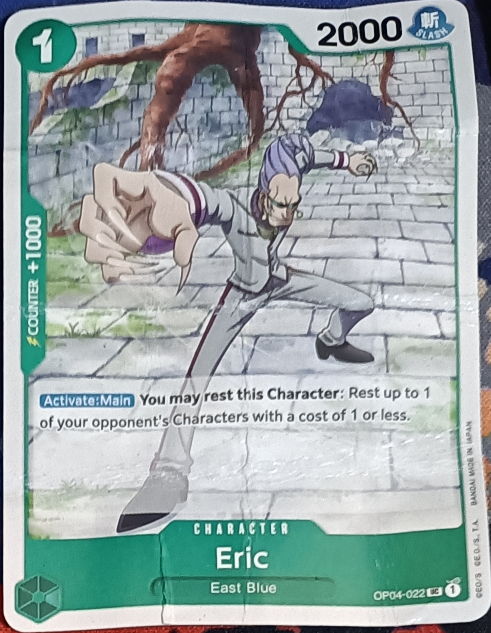 1
2000
斬
SLASH
COUNTER +1000
Activate:Main You may rest this Character: Rest up to 1
of your opponent's Characters with a cost of 1 or less.
CHARACTER
Eric
East Blue
OP04-022 UC 1
©E.O./S., T.A. BANDAI MADE IN JAPAN